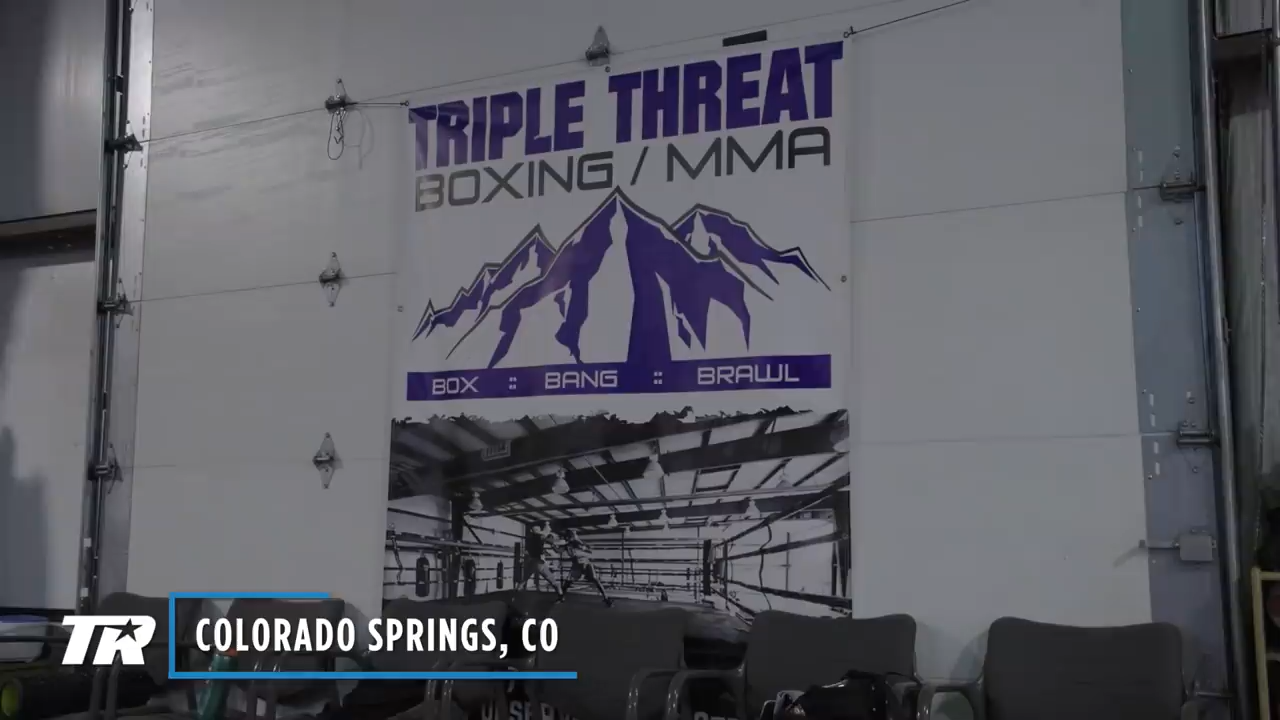 TRIPLE THREAT
BOXING / MMA
BOX :: BANG :: BRAWL
TR
COLORADO SPRINGS, CO